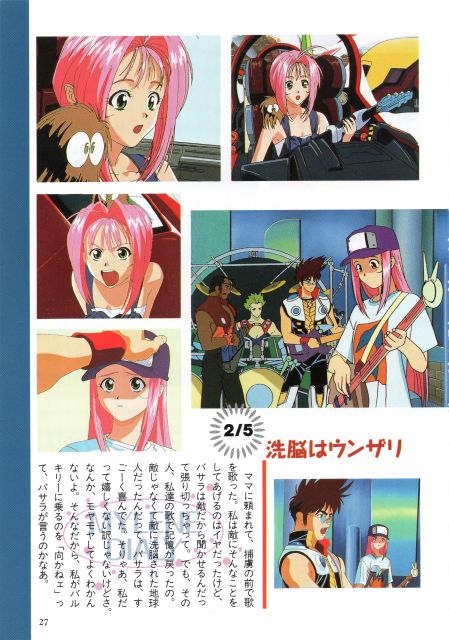 2/5
洗脳はウンザリ
ママに頼まれて、捕虜の前で歌
を歌った。私は敵にそんなことを
してあげるのはイヤだったけど、
バサラは敵だから聞かせるんだっ
て張り切っちゃって。でも、その
人、私達の歌で記憶が戻ったの。
敵じゃなくて敵に洗脳された地球
人だったんだって。バサラは、す
ごーく喜んでた。そりゃあ、私だ
って嬉しくない訳じゃないけどさ。
なんか、モヤモヤしてよくわかん
ないよ。そんなだから、私がバル
キリーに乗るのを「向かねェ」っ
て、バサラが言うのかなあ。
27